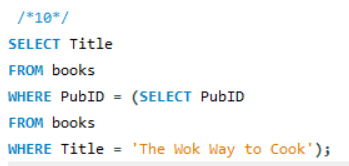 /*10*/
SELECT Title
FROM books
WHERE PubID = (SELECT PubID
FROM books
WHERE Title = 'The Wok Way to Cook');